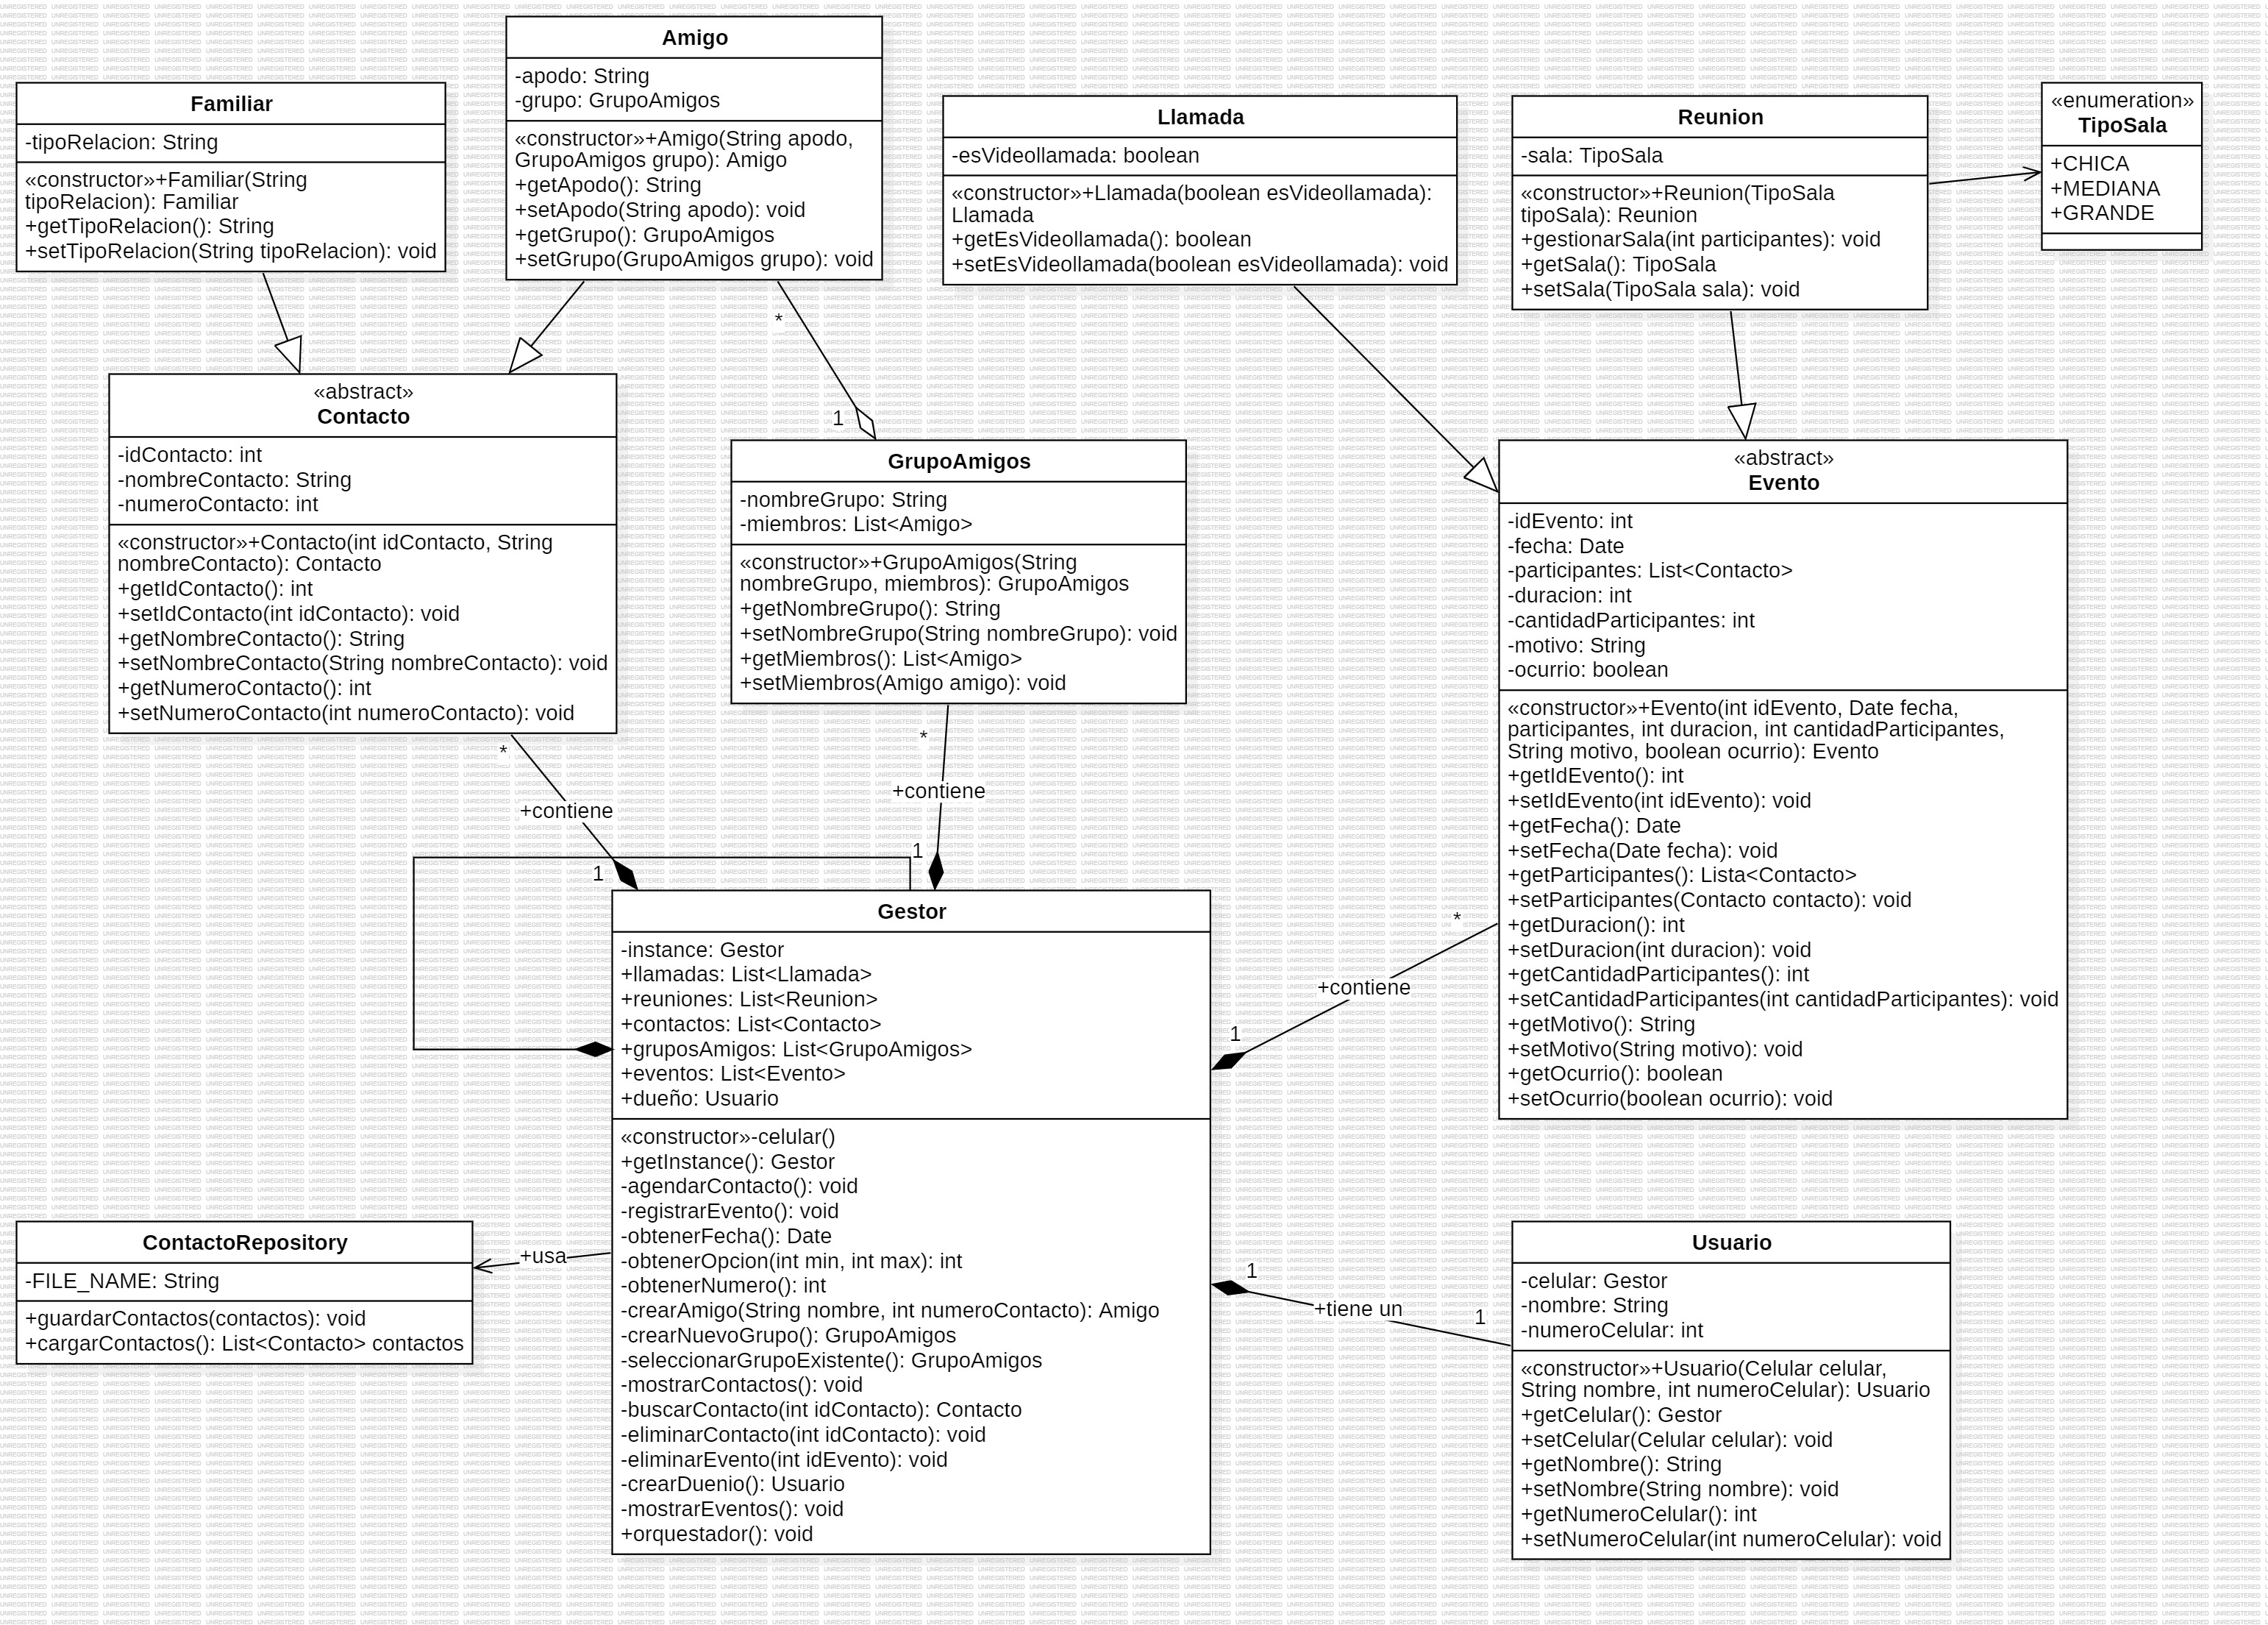 Familiar
-tipoRelacion: String
«constructor»+Familiar(String
tipoRelacion): Familiar
+getTipoRelacion(): String
+setTipoRelacion(String tipoRelacion): void
Amigo
-apodo: String
-grupo: GrupoAmigos
«constructor»+Amigo(String apodo,
GrupoAmigos grupo): Amigo
+getApodo(): String
+setApodo(String apodo): void
+getGrupo(): GrupoAmigos
+setGrupo(GrupoAmigos grupo): void
Llamada
-esVideollamada: boolean
«constructor»+Llamada(boolean esVideollamada):
Llamada
+getEsVideollamada(): boolean
+setEsVideollamada(boolean esVideollamada): void
Reunion
-sala: TipoSala
«constructor»+Reunion(TipoSala
tipoSala): Reunion
+gestionarSala(int participantes): void
+getSala(): TipoSala
+setSala(TipoSala sala): void
«enumeration»
TipoSala
+CHICA
+MEDIANA
+GRANDE
*
1
«abstract»
Contacto
-idContacto: int
-nombreContacto: String
-numeroContacto: int
«constructor»+Contacto(int idContacto, String
nombreContacto): Contacto
+getIdContacto(): int
+setIdContacto(int idContacto): void
+getNombreContacto(): String
+setNombreContacto(String nombreContacto): void
+getNumeroContacto(): int
+setNumeroContacto(int numeroContacto): void
GrupoAmigos
-nombreGrupo: String
-miembros: List<Amigo>
«constructor»+GrupoAmigos(String
nombreGrupo, miembros): GrupoAmigos
+getNombreGrupo(): String
+setNombreGrupo(String nombreGrupo): void
+getMiembros(): List<Amigo>
+setMiembros(Amigo amigo): void
«abstract»
Evento
-idEvento: int
-fecha: Date
-participantes: List<Contacto>
-duracion: int
-cantidadParticipantes: int
-motivo: String
-ocurrio: boolean
«constructor»+Evento(int idEvento, Date fecha,
participantes, int duracion, int cantidadParticipantes,
String motivo, boolean ocurrio): Evento
+getIdEvento(): int
+setIdEvento(int idEvento): void
+getFecha(): Date
+setFecha(Date fecha): void
+getParticipantes(): Lista<Contacto>
+setParticipantes(Contacto contacto): void
+getDuracion(): int
+setDuracion(int duracion): void
+getCantidadParticipantes(): int
+setCantidadParticipantes(int cantidadParticipantes): void
+getMotivo(): String
+setMotivo(String motivo): void
+getOcurrio(): boolean
+setOcurrio(boolean ocurrio): void
*
+contiene
1
*
+contiene
1
*
+contiene
1
Gestor
-instance: Gestor
+llamadas: List<Llamada>
+reuniones: List<Reunion>
+contactos: List<Contacto>
+gruposAmigos: List<GrupoAmigos>
+eventos: List<Evento>
+dueño: Usuario
«constructor»-celular()
+getInstance(): Gestor
-agendarContacto(): void
-registrarEvento(): void
-obtenerFecha(): Date
-obtenerOpcion(int min, int max): int
-obtenerNumero(): int
-crearAmigo(String nombre, int numeroContacto): Amigo
-crearNuevoGrupo(): GrupoAmigos
-seleccionarGrupoExistente(): GrupoAmigos
-mostrarContactos(): void
-buscarContacto(int idContacto): Contacto
-eliminarContacto(int idContacto): void
-eliminarEvento(int idEvento): void
-crearDuenio(): Usuario
-mostrarEventos(): void
+orquestador(): void
ContactoRepository
-FILE_NAME: String
+guardarContactos(contactos): void
+cargarContactos(): List<Contacto> contactos
+usa
1
+tiene un
1
Usuario
-celular: Gestor
-nombre: String
-numeroCelular: int
«constructor»+Usuario(Celular celular,
String nombre, int numeroCelular): Usuario
+getCelular(): Gestor
+setCelular(Celular celular): void
+getNombre(): String
+setNombre(String nombre): void
+getNumeroCelular(): int
+setNumeroCelular(int numeroCelular): void